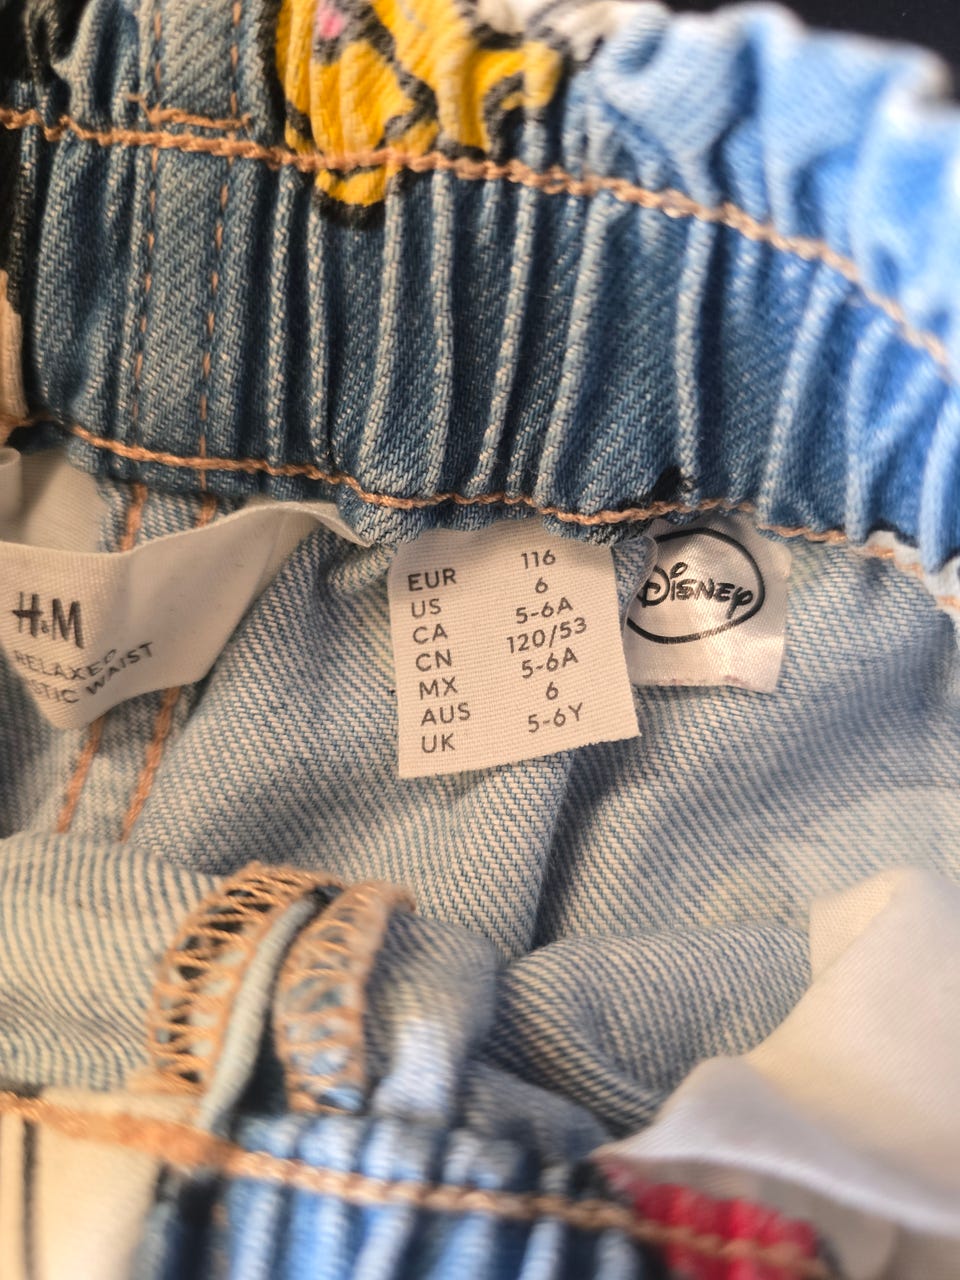 H&M
RELAXED
STIC WAIST
EUR 116
US 6
CA 5-6A
CN 120/53
MX 5-6A
AUS 6
UK 5-6Y
Disney